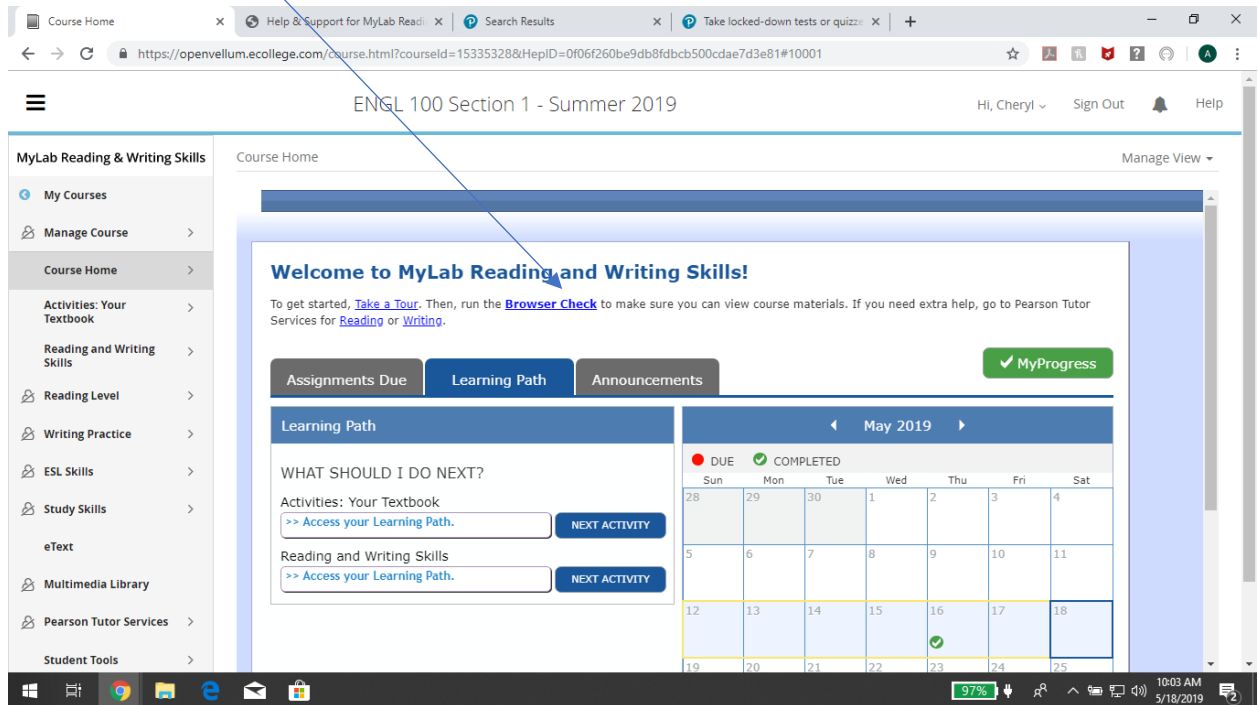 Course Home
Help & Support for MyLab Readi
Search Results
Take locked-down tests or quizze
https://openvellum.ecollege.com/course.html?courseId=15335328&HepID=0f06f260be9db8fdbcb500cdae7d3e81#10001
A
ENGL 100 Section 1 - Summer 2019
Hi, Cheryl
Sign Out
Help
MyLab Reading & Writing Skills
Course Home
Manage View
My Courses
Manage Course
Course Home
Activities: Your
Textbook
Reading and Writing
Skills
Reading Level
Writing Practice
ESL Skills
Study Skills
eText
Multimedia Library
Pearson Tutor Services
Student Tools
Welcome to MyLab Reading and Writing Skills!
To get started, Take a Tour. Then, run the Browser Check to make sure you can view course materials. If you need extra help, go to Pearson Tutor
Services for Reading or Writing.
MyProgress
Assignments Due
Learning Path
Announcements
Learning Path
WHAT SHOULD I DO NEXT?
Activities: Your Textbook
>> Access your Learning Path.
NEXT ACTIVITY
Reading and Writing Skills
>> Access your Learning Path.
NEXT ACTIVITY
May 2019
DUE COMPLETED
Sun Mon Tue Wed Thu Fri Sat
28 29 30 1 2 3 4
5 6 7 8 9 10 11
12 13 14 15 16 17 18
19 20 21 22 23 24 25
97%
10:03 AM
5/18/2019
2